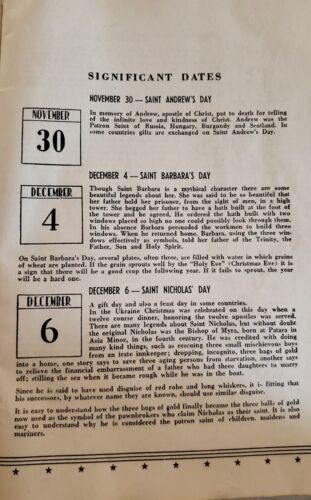 SIGNIFICANT DATES
NOVEMBER 30 — SAINT ANDREW'S DAY
NOVEMBER
30
In memory of Andrew, apostle of Christ, put to death for telling
of the infinite love and kindness of Christ. Andrew was the
Patron Saint of Russia, Hungary, Burgundy and Scotland. In
some countries gifts are exchanged on Saint Andrew's Day.
DECEMBER 4 — SAINT BARBARA'S DAY
DECEMBER
4
Though Saint Barbara is a mythical character there are some
beautiful legends about her. She was said to be so beautiful that
her father held her prisoner, from the sight of men, in a high
tower. She begged her father to have a bath built at the foot of
the tower and he agreed. He ordered the bath built with two
windows placed so high no one could possibly look through them.
In his absence Barbara persuaded the workmen to build three
windows. When he returned home, Barbara, using the three win-
dows effectively as symbols, told her father of the Trinity, the
Father, Son and Holy Spirit.
On Saint Barbara's Day, several plates, often three, are filled with water in which grains
of wheat are planted. If the grain sprouts well by the "Holy Eve" (Christmas Eve) it is
a sign that there will be a good crop the following year. If it fails to sprout, the year
will be a hard one.
DECEMBER 6 — SAINT NICHOLAS' DAY
DECEMBER
6
A gift day and also a feast day in some countries.
In the Ukraine Christmas was celebrated on this day when a
twelve course dinner, honoring the twelve apostles was served.
There are many legends about Saint Nicholas, but without doubt
the original Nicholas was the Bishop of Myra, born at Patara in
Asia Minor, in the fourth century. He was credited with doing
many kind things, such as rescuing three small mischievous boys
from an irate innkeeper; dropping, incognito, three bags of gold
into a home, one story says to save three aging persons from starvation, another says
to relieve the financial embarrassment of a father who had three daughters to marry
off; stilling the sea when it became rough while he was in the boat.
Since he is said to have used disguise of red robe and long whiskers, it is fitting that
his successors, by whatever name they are known, should use similar disguise.
It is easy to understand how the three bags of gold finally became the three balls of gold
now used as the symbol of the pawnbrokers who claim Nicholas as their saint. It is also
easy to understand why he is considered the patron saint of children, maidens and
mariners.